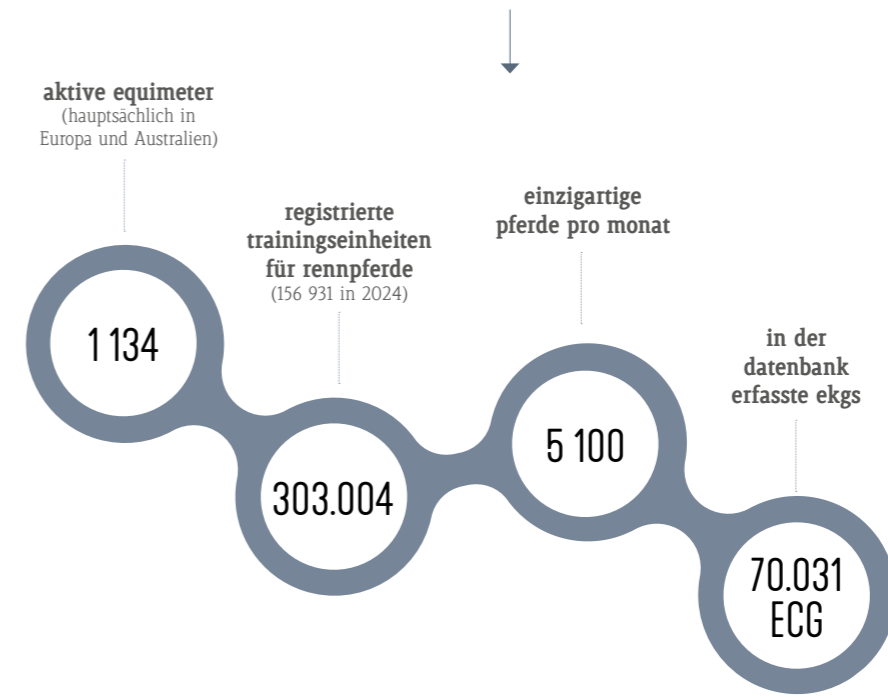 aktive equimeter
(hauptsächlich in
Europa und Australien)
1 134
registrierte
trainingseinheiten
für rennpferde
(156 931 in 2024)
303.004
einzigartige
pferde pro monat
5 100
in der
datenbank
erfasste ekgs
70.031
ECG